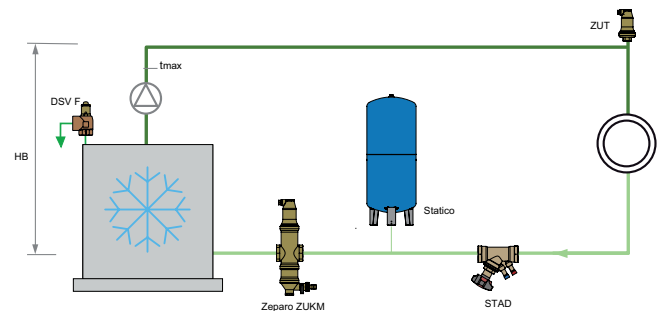 ZUT
tmax
DSV F
HB
Statico
Zeparo ZUKM
STAD